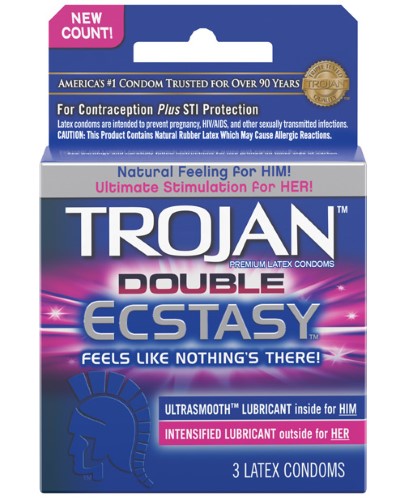 NEW
COUNT!
AMERICA'S #1 CONDOM TRUSTED FOR OVER 90 YEARS
TROJAN
For Contraception Plus STI Protection
Latex condoms are intended to prevent pregnancy, HIV/AIDS, and other sexually transmitted infections.
CAUTION: This Product Contains Natural Rubber Latex Which May Cause Allergic Reactions.
Natural Feeling for HIM!
Ultimate Stimulation for HER!
TROJAN™
PREMIUM LATEX CONDOMS
DOUBLE
ECSTASY™
FEELS LIKE NOTHING'S THERE!
ULTRASMOOTH™ LUBRICANT inside for HIM
INTENSIFIED LUBRICANT outside for HER
3 LATEX CONDOMS